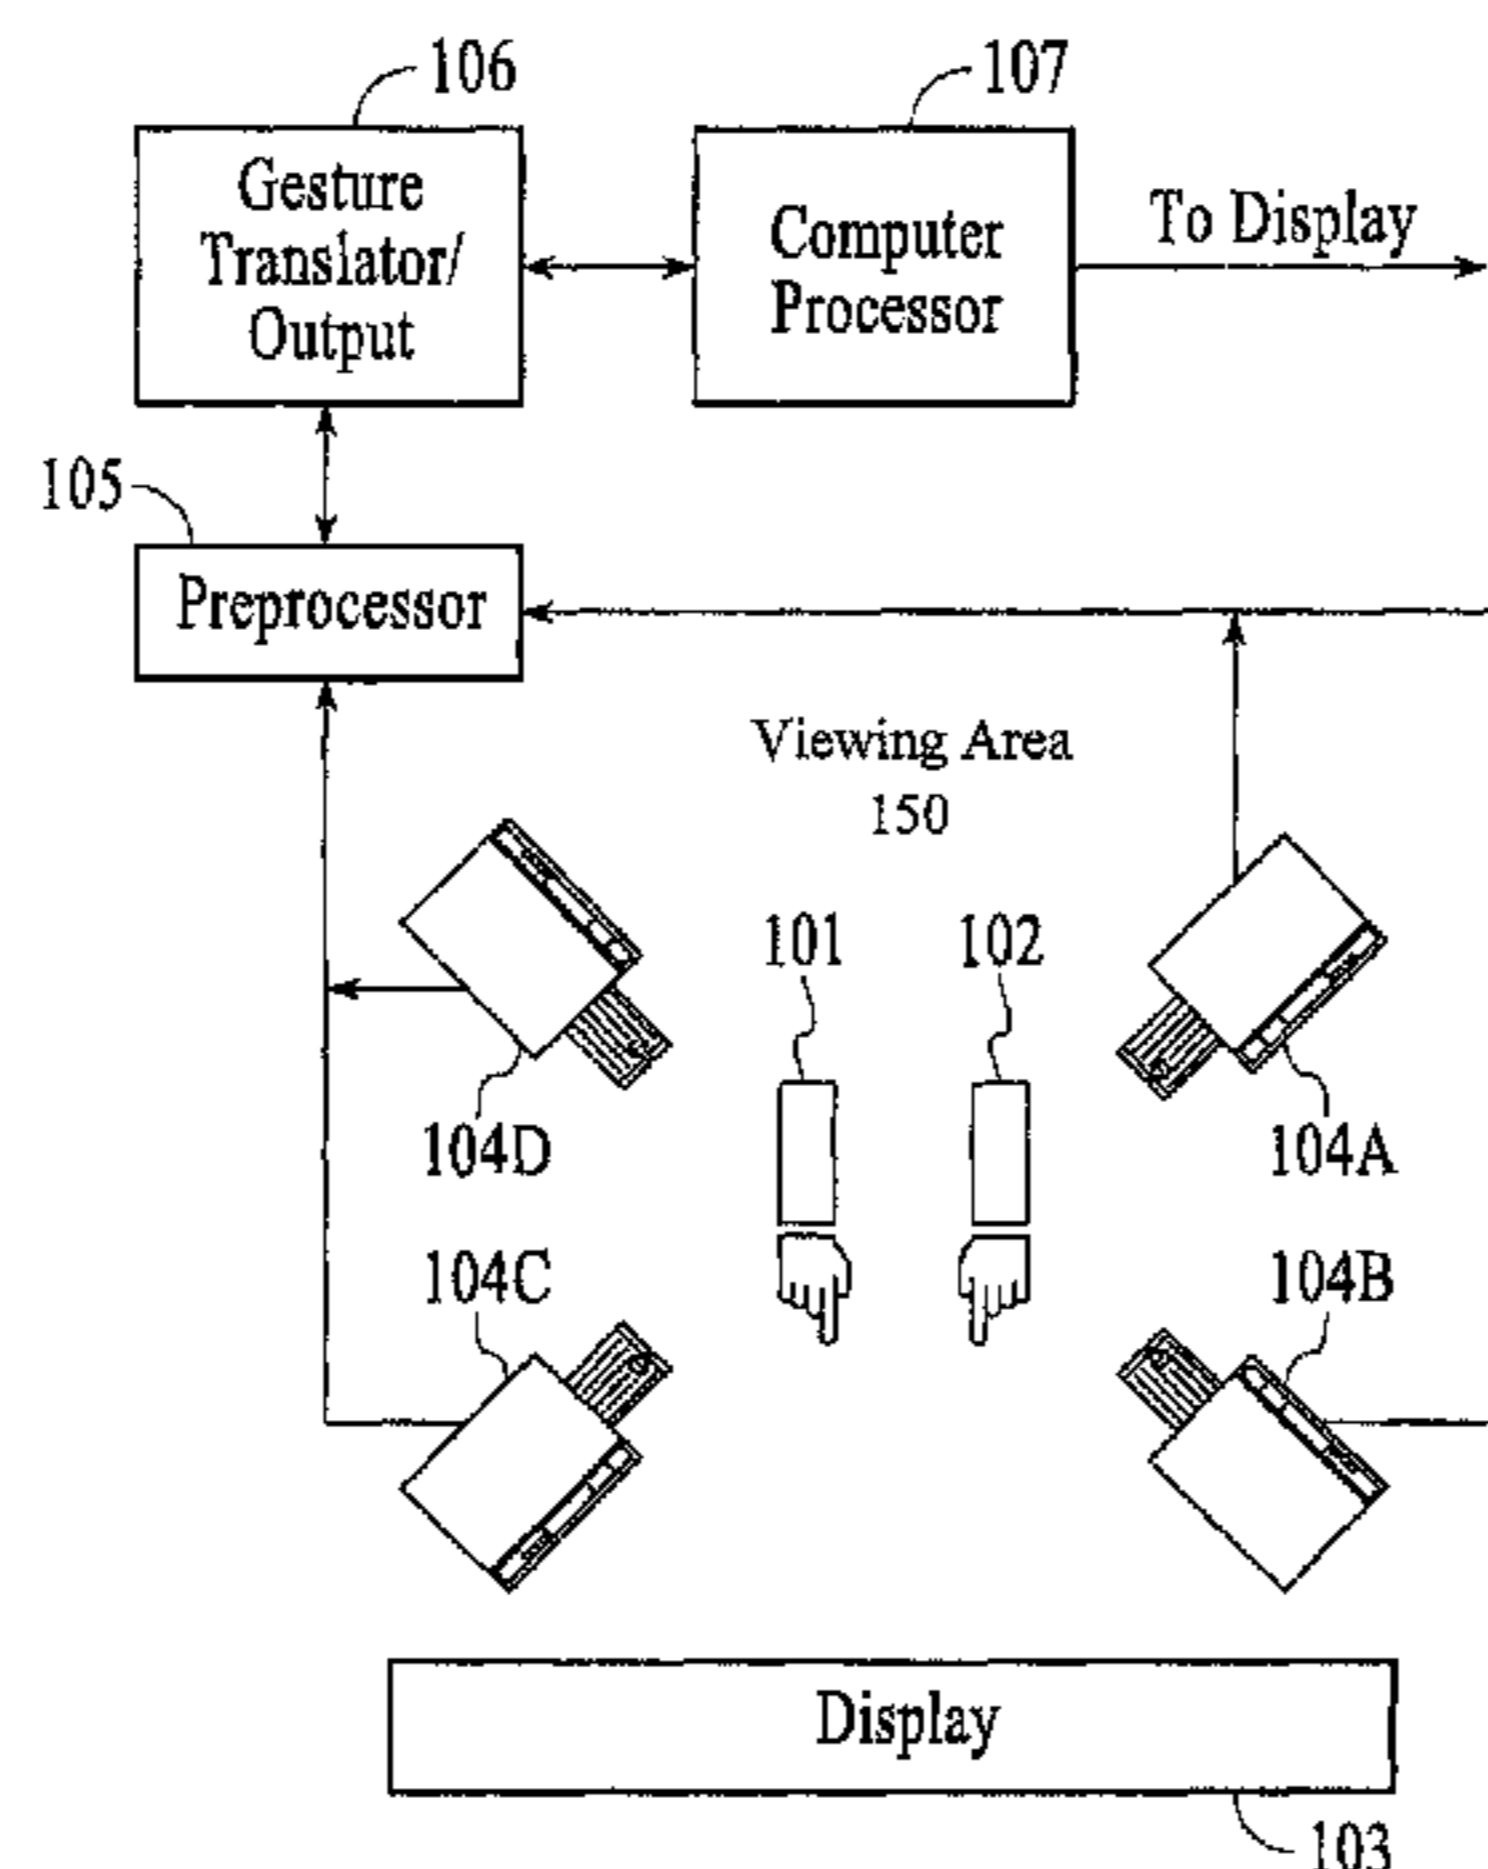 106
107
Gesture
Translator/
Output
Computer
Processor
To Display
105
Preprocessor
Viewing Area
150
101
102
104D
104A
104C
104B
Display
103